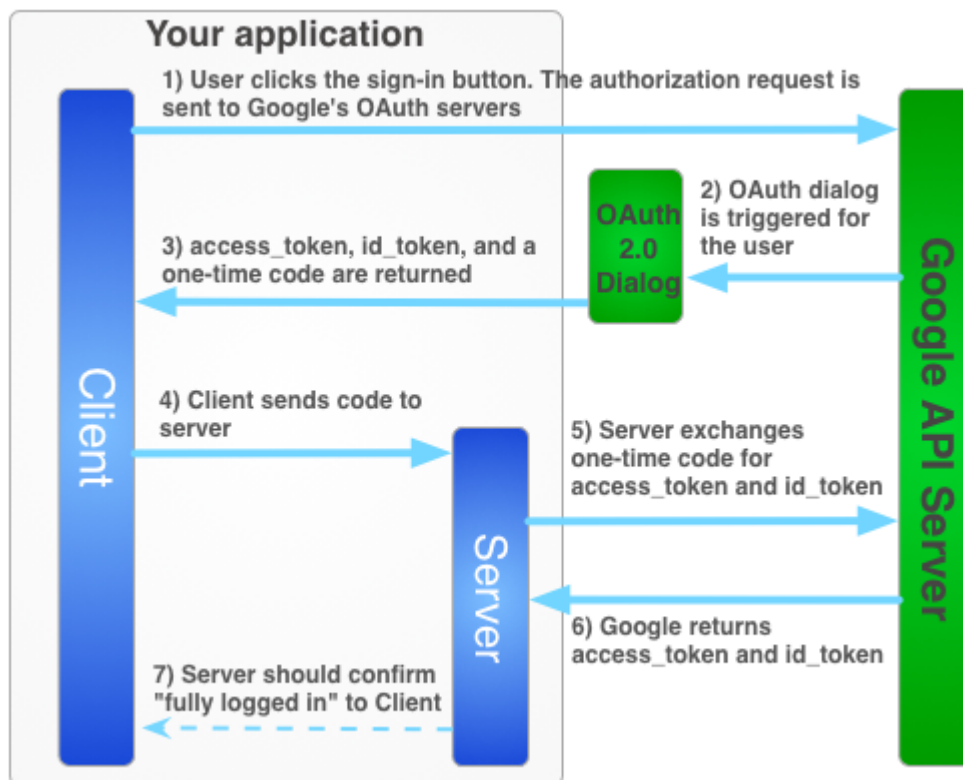 Your application
1) User clicks the sign-in button. The authorization request is
sent to Google's OAuth servers
2) OAuth dialog
is triggered for
the user
OAuth
2.0
Dialog
3) access_token, id_token, and a
one-time code are returned
Client
4) Client sends code to
server
5) Server exchanges
one-time code for
access_token and id_token
Server
Google API Server
6) Google returns
access_token and id_token
7) Server should confirm
"fully logged in" to Client